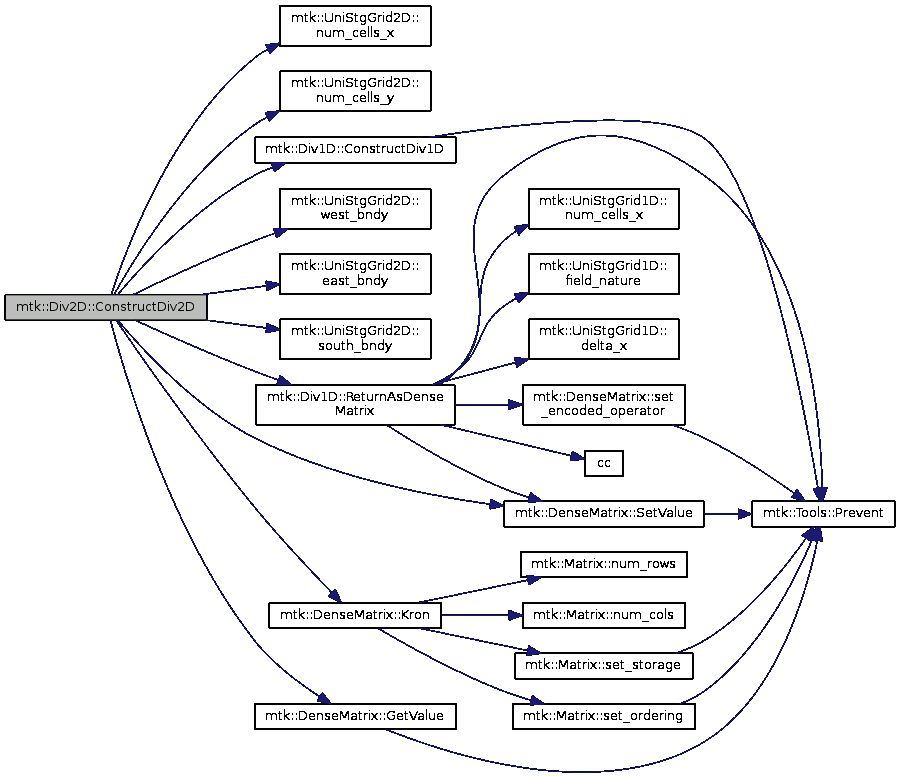 mtk::UniStgGrid2D::
num_cells_x
mtk::UniStgGrid2D::
num_cells_y
mtk::Div1D::ConstructDiv1D
mtk::UniStgGrid2D::
west_bndy
mtk::UniStgGrid1D::
num_cells_x
mtk::UniStgGrid2D::
east_bndy
mtk::UniStgGrid1D::
field_nature
mtk::Div2D::ConstructDiv2D
mtk::UniStgGrid2D::
south_bndy
mtk::UniStgGrid1D::
delta_x
mtk::Div1D::ReturnAsDense
Matrix
mtk::DenseMatrix::set
_encoded_operator
cc
mtk::DenseMatrix::SetValue
mtk::Tools::Prevent
mtk::Matrix::num_rows
mtk::DenseMatrix::Kron
mtk::Matrix::num_cols
mtk::Matrix::set_storage
mtk::DenseMatrix::GetValue
mtk::Matrix::set_ordering